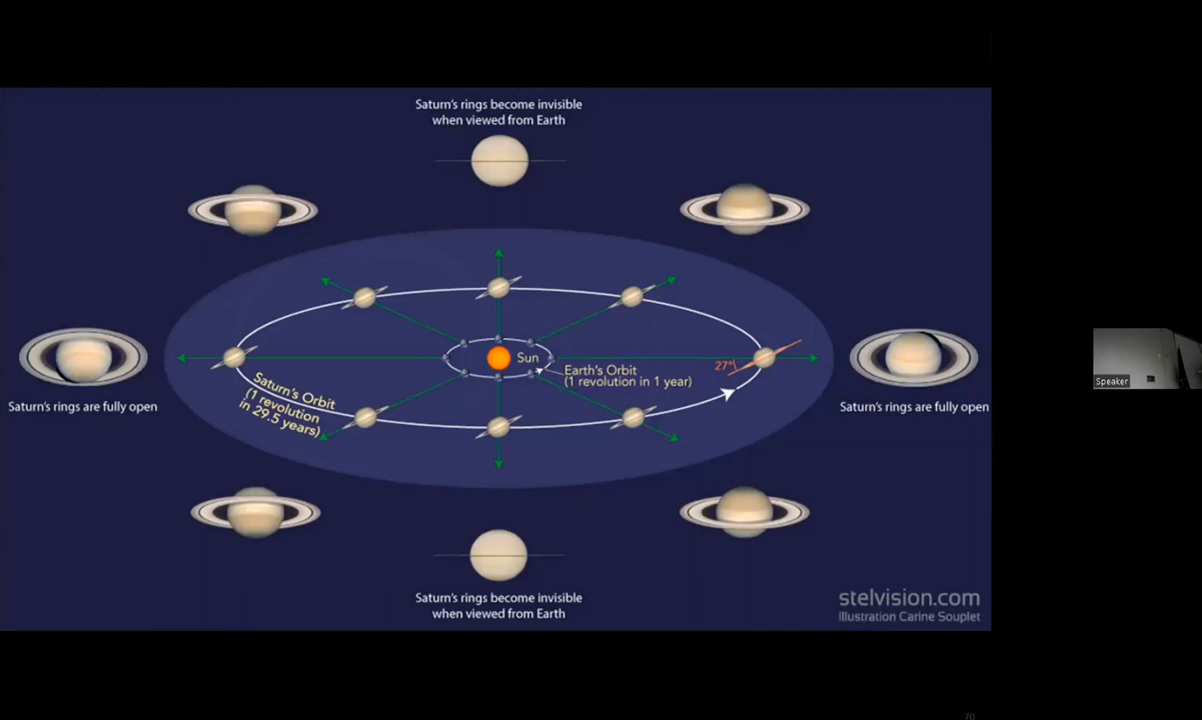 Saturn's rings become invisible
when viewed from Earth
Sun
Earth's Orbit
(1 revolution in 1 year)
27°
Saturn's Orbit
(1 revolution
in 29.5 years)
Saturn's rings are fully open
Saturn's rings are fully open
Saturn's rings become invisible
when viewed from Earth
stelvision.com
Illustration Carine Souplet
Speaker
70